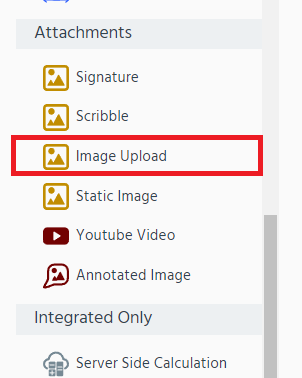 Attachments
Signature
Scribble
Image Upload
Static Image
Youtube Video
Annotated Image
Integrated Only
Server Side Calculation